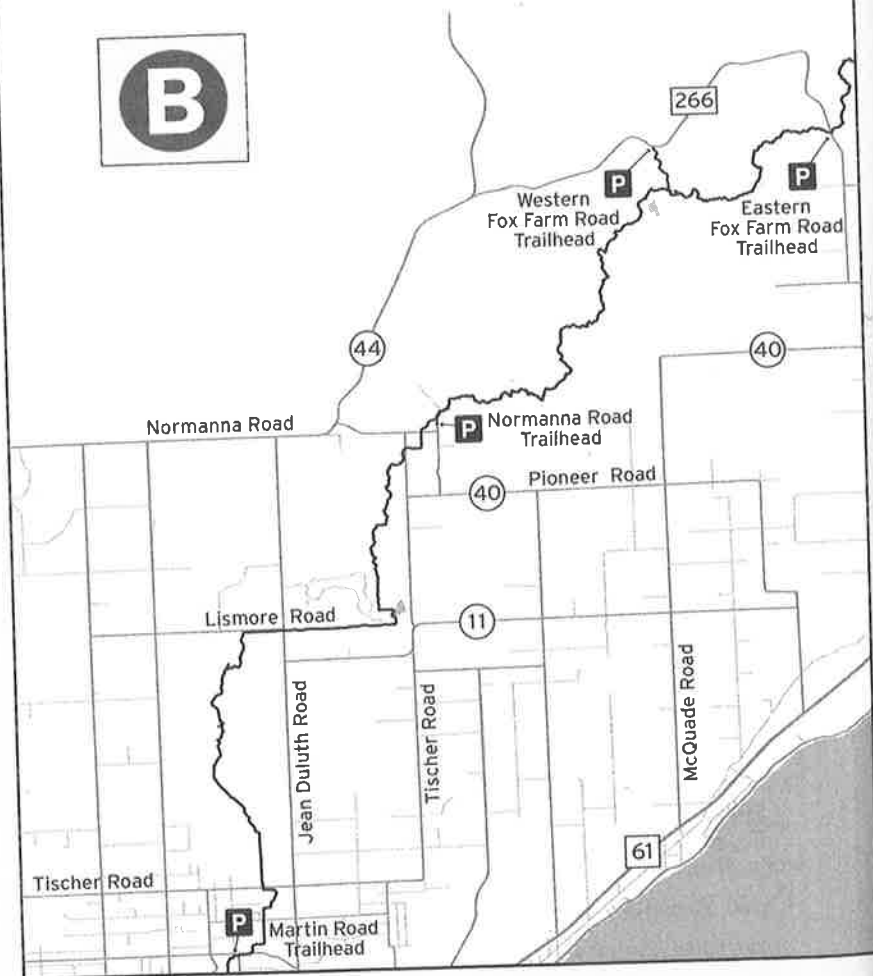 B
266
P
Western
Fox Farm Road
Trailhead
P
Eastern
Fox Farm Road
Trailhead
44
40
Normanna Road
P
Normanna Road
Trailhead
40
Pioneer Road
Lismore Road
11
Jean Duluth Road
Tischer Road
McQuade Road
61
Tischer Road
P
Martin Road
Trailhead